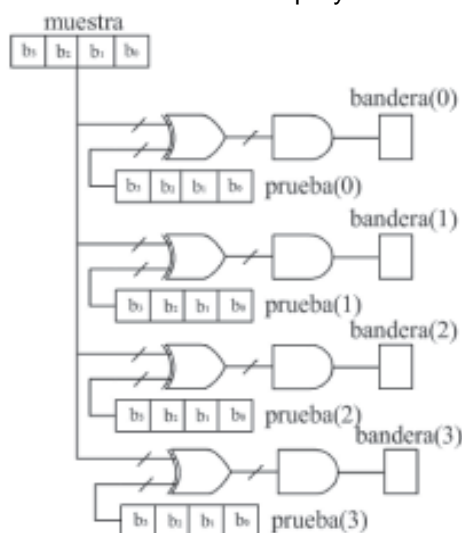 muestra
b₃ b₂ b₁ b₀
bandera(0)
b₃ b₂ b₁ b₀ prueba(0)
bandera(1)
b₃ b₂ b₁ b₀ prueba(1)
bandera(2)
b₃ b₂ b₁ b₀ prueba(2)
bandera(3)
b₃ b₂ b₁ b₀ prueba(3)